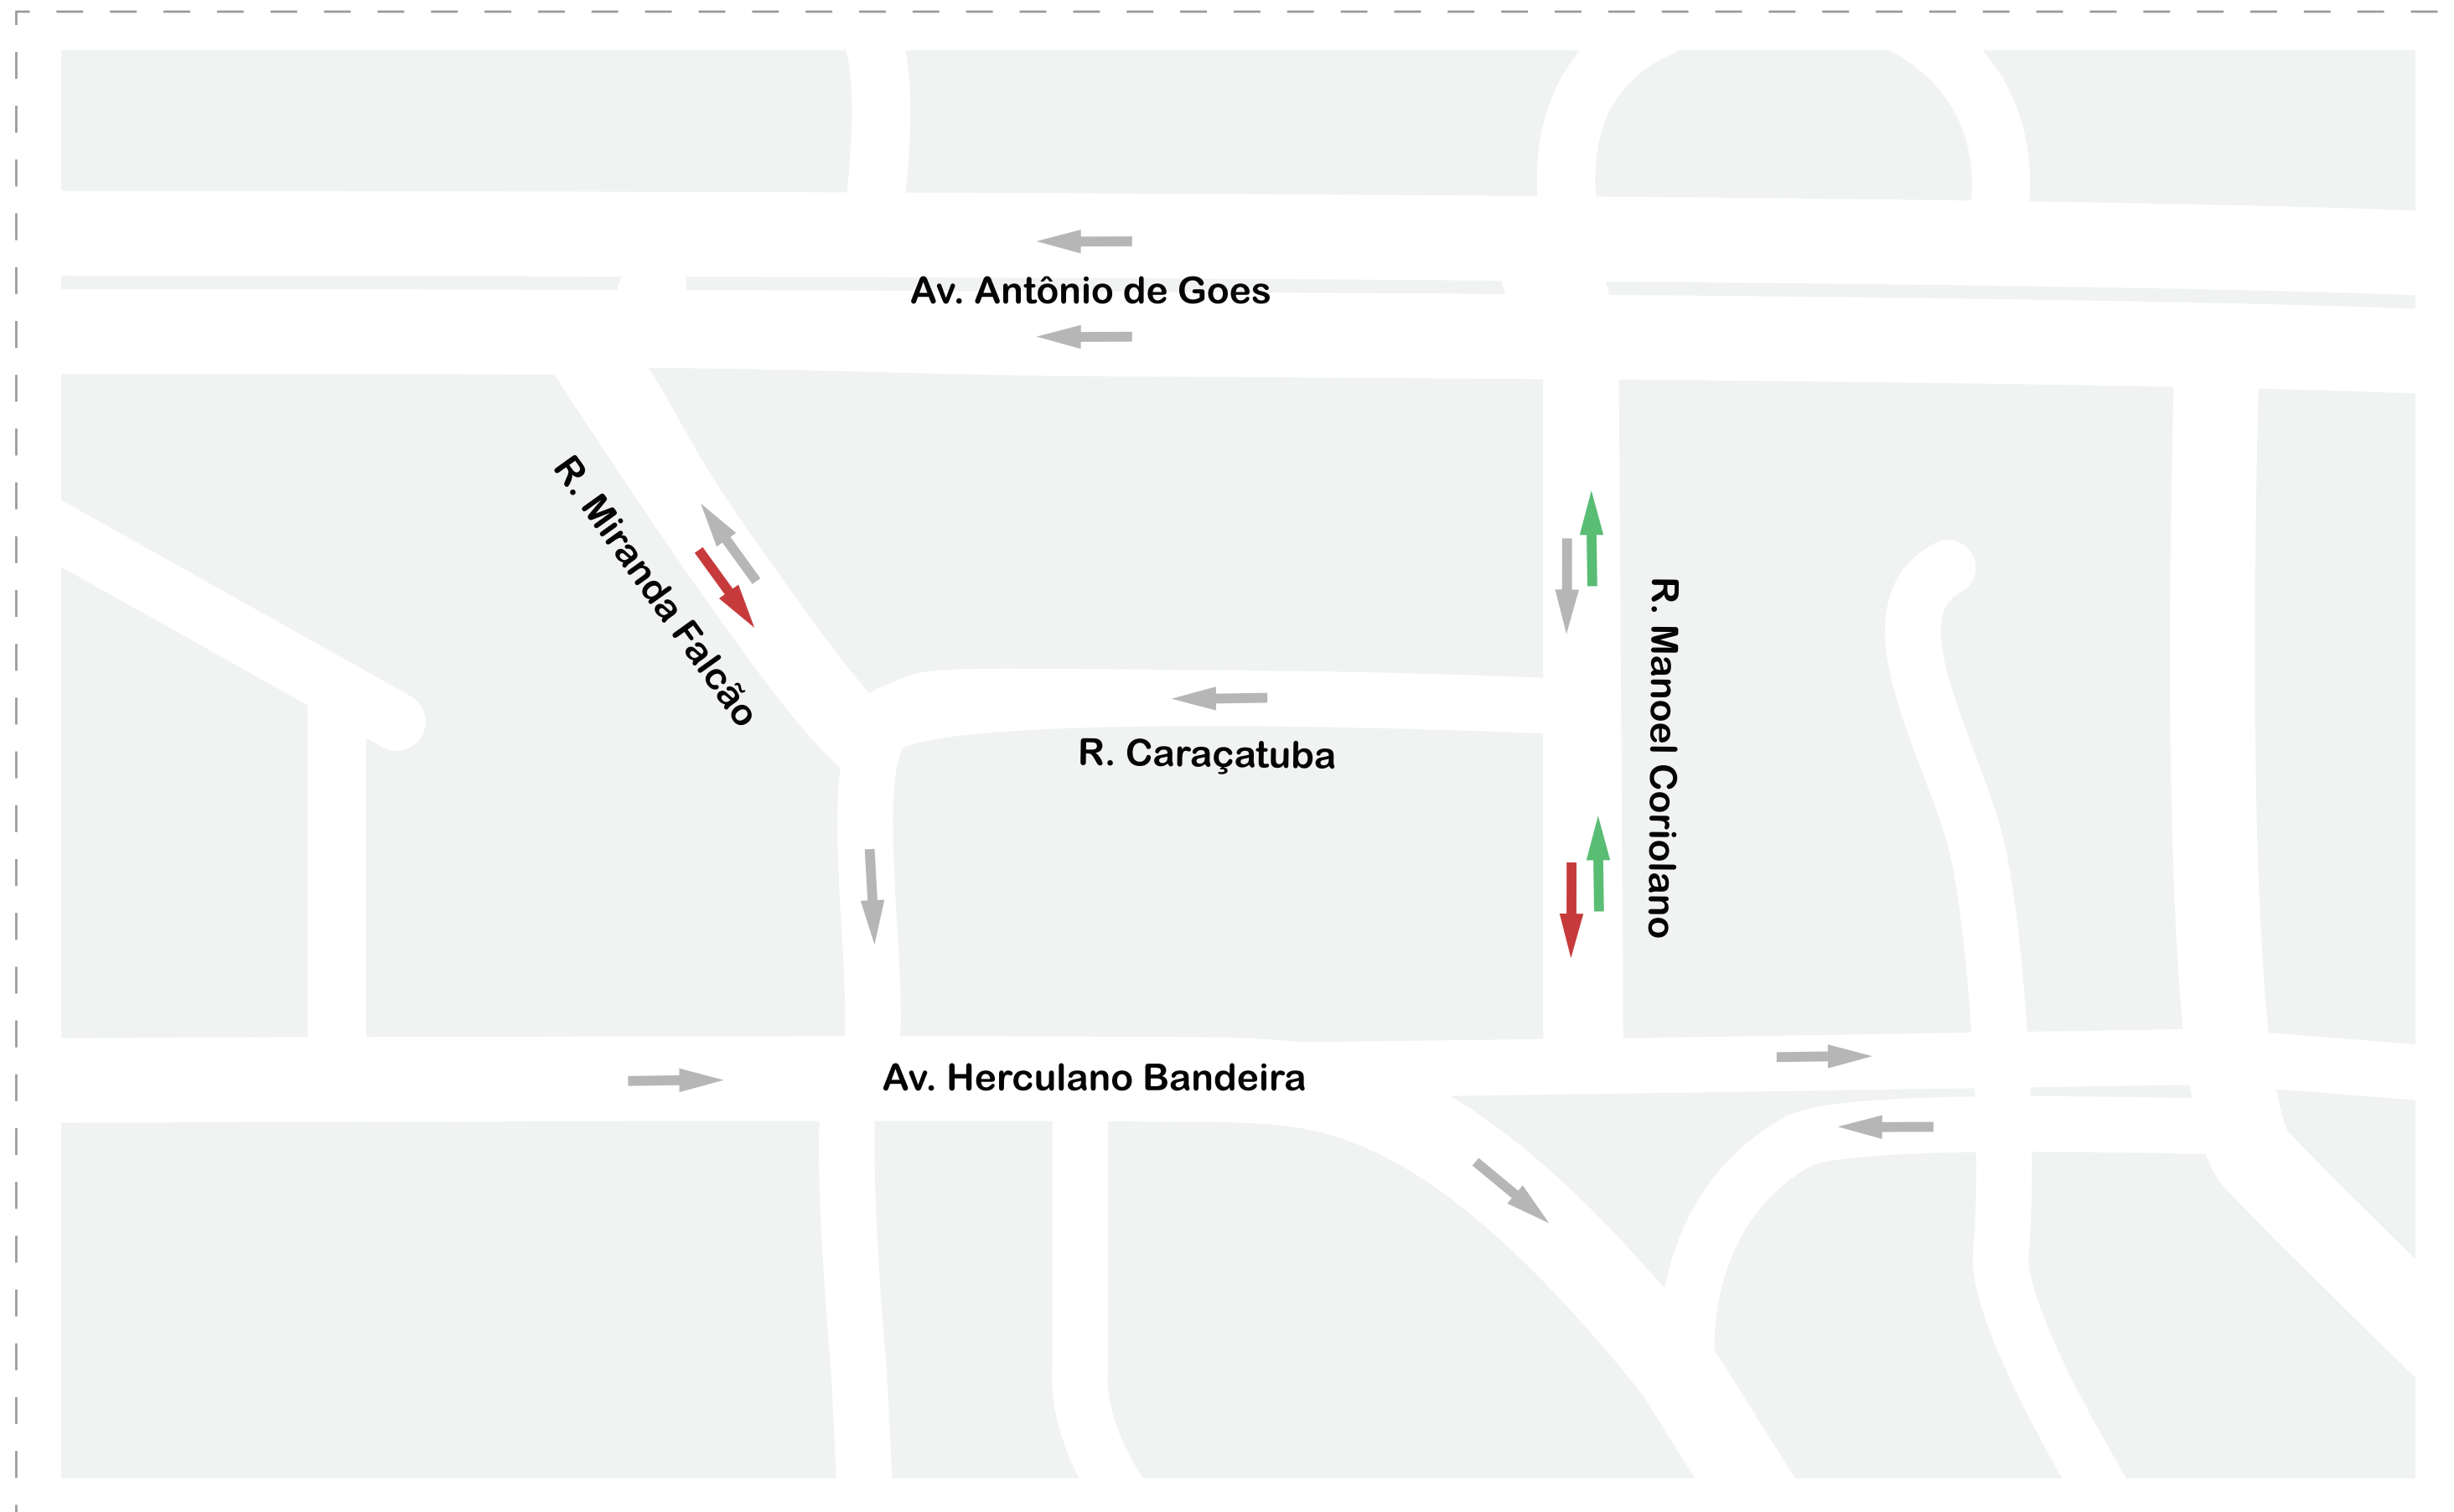 Av. Antônio de Goes
R. Miranda Falcão
R. Manoel Coriolano
R. Caraçatuba
Av. Herculano Bandeira